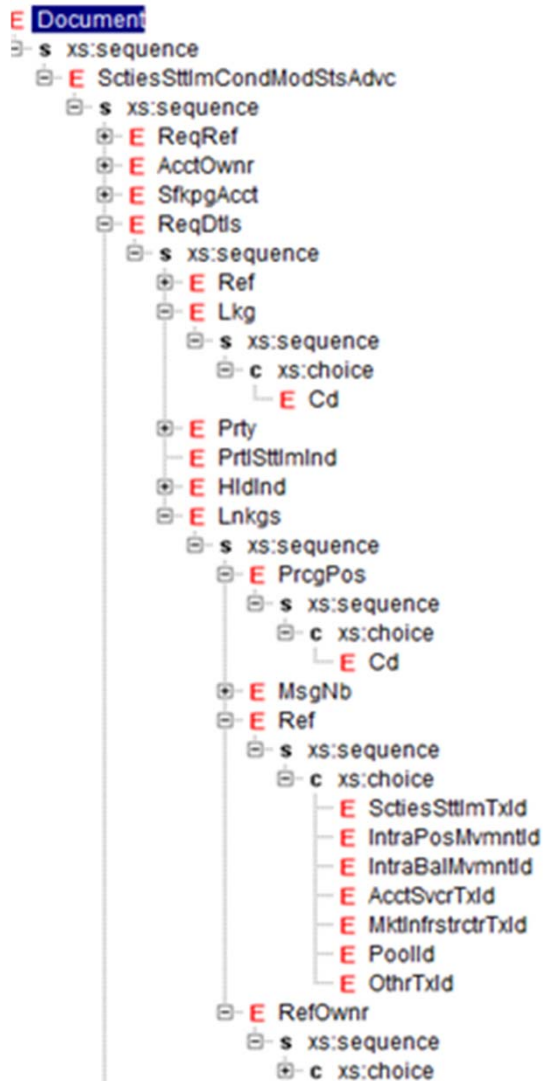 E Document
s xs:sequence
E SctiesSttlmCondModStsAdvc
s xs:sequence
E ReqRef
E AcctOwnr
E SfkpgAcct
E ReqDtls
s xs:sequence
E Ref
E Lkg
s xs:sequence
c xs:choice
E Cd
E Prty
E PrtlSttlmInd
E HldInd
E Lnkgs
s xs:sequence
E PrcgPos
s xs:sequence
c xs:choice
E Cd
E MsgNb
E Ref
s xs:sequence
c xs:choice
E SctiesSttlmTxId
E IntraPosMvmntId
E IntraBalMvmntId
E AcctSvcrTxId
E MktInfrstrctrTxId
E PoolId
E OthrTxId
E RefOwnr
s xs:sequence
c xs:choice